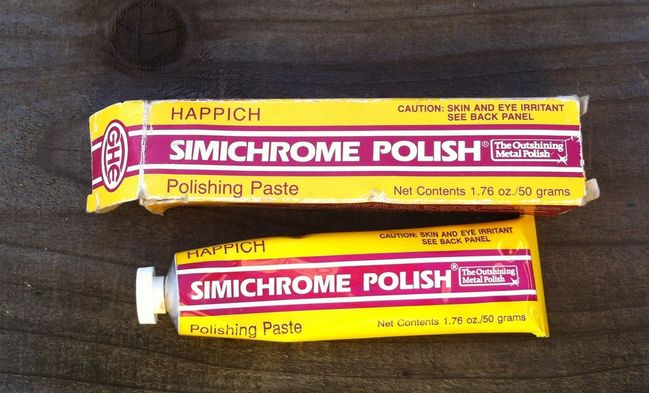 GHC
HAPPICH
CAUTION: SKIN AND EYE IRRITANT
SEE BACK PANEL
SIMICHROME POLISH®
The Outshining
Metal Polish
Polishing Paste
Net Contents 1.76 oz./50 grams
HAPPICH
CAUTION: SKIN AND EYE IRRITANT
SEE BACK PANEL
SIMICHROME POLISH®
The Outshining
Metal Polish
Polishing Paste
Net Contents 1.76 oz./50 grams